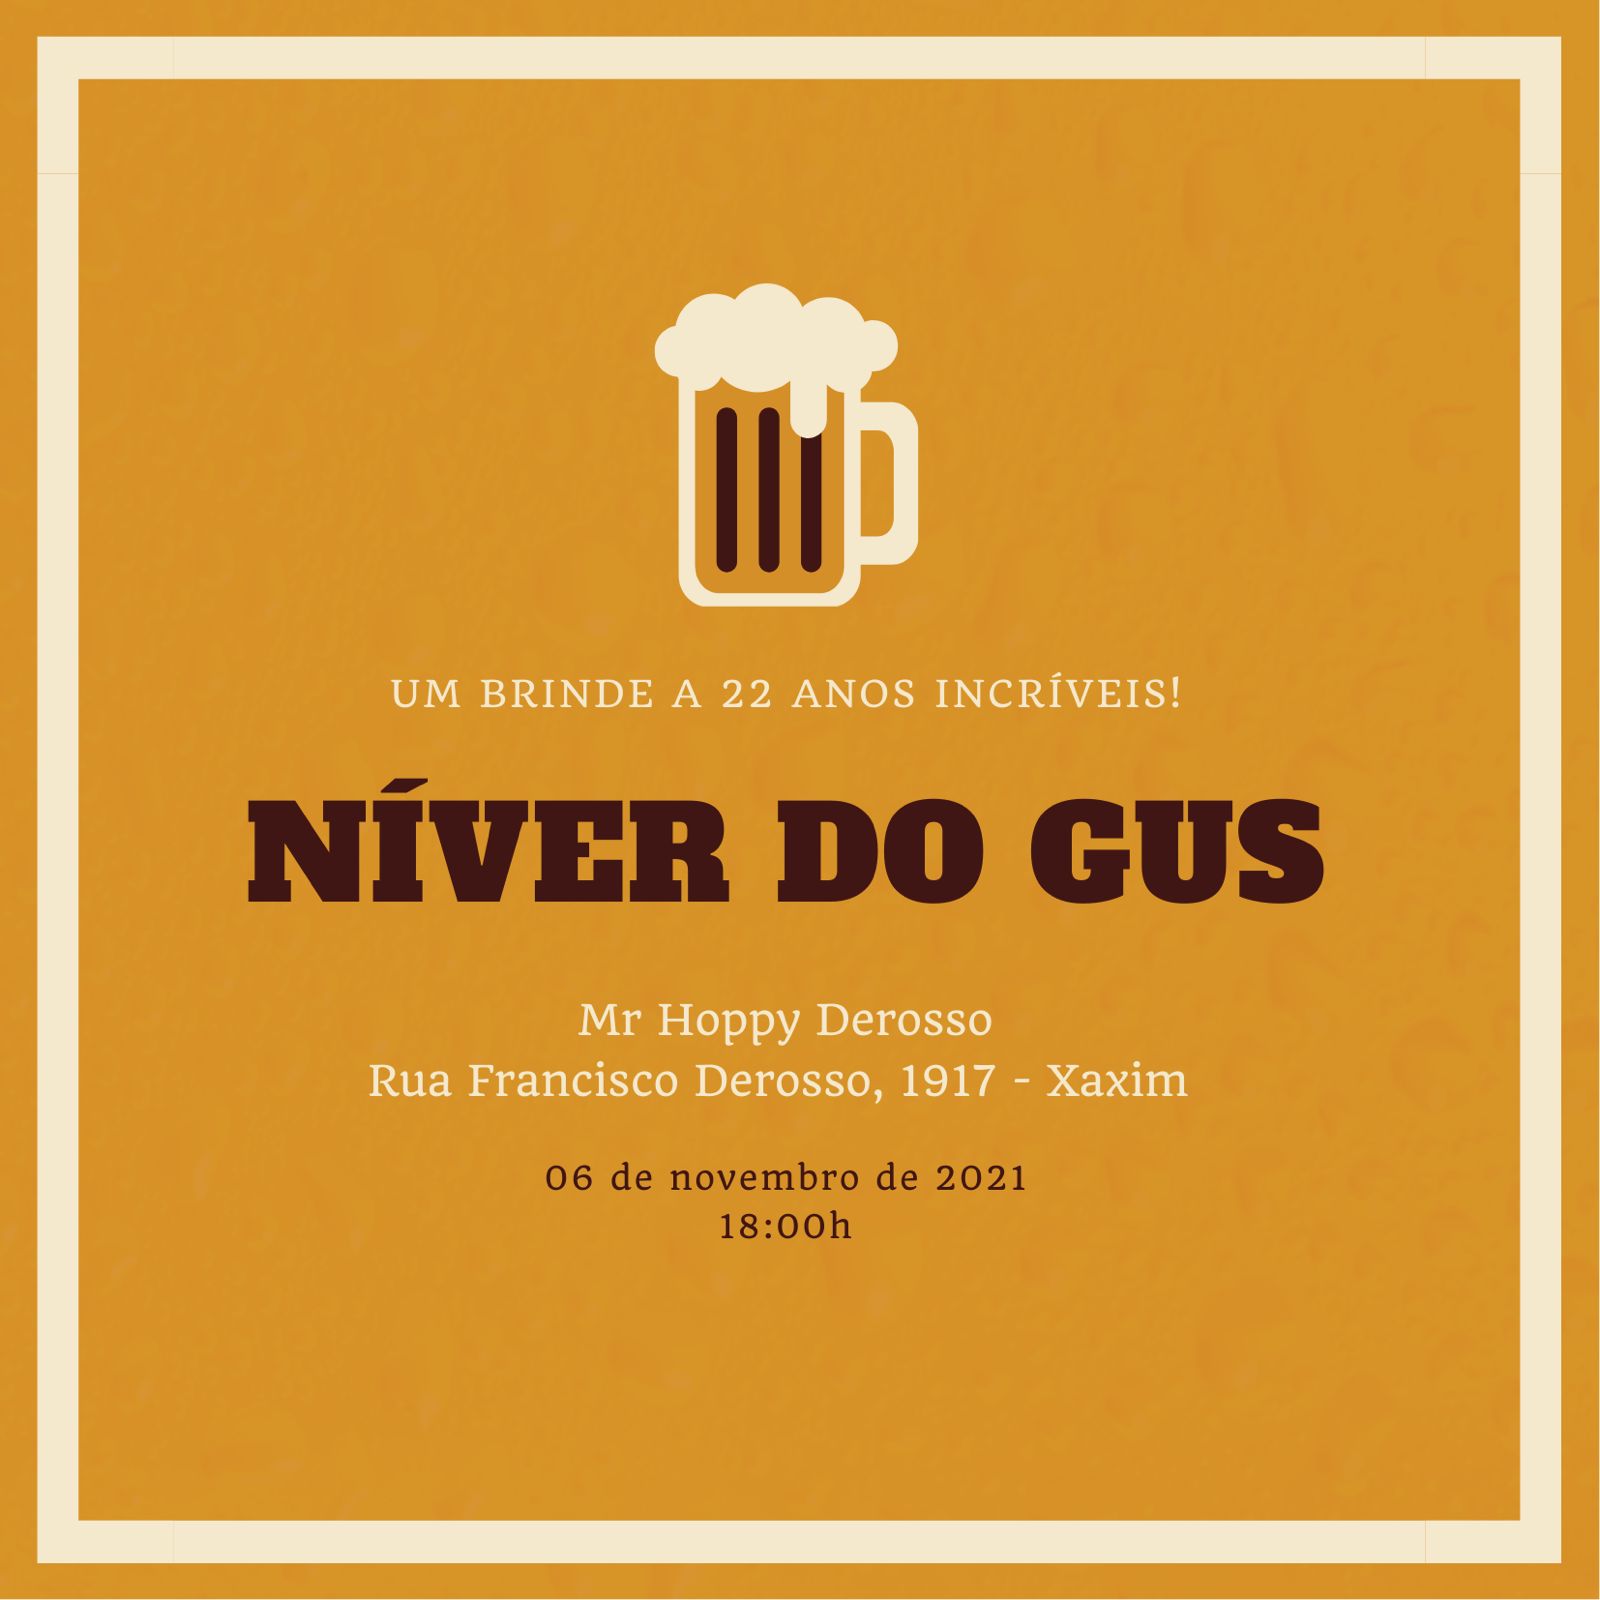 UM BRINDE A 22 ANOS INCRÍVEIS!
NÍVER DO GUS
Mr Hoppy Derosso
Rua Francisco Derosso, 1917 - Xaxim
06 de novembro de 2021
18:00h